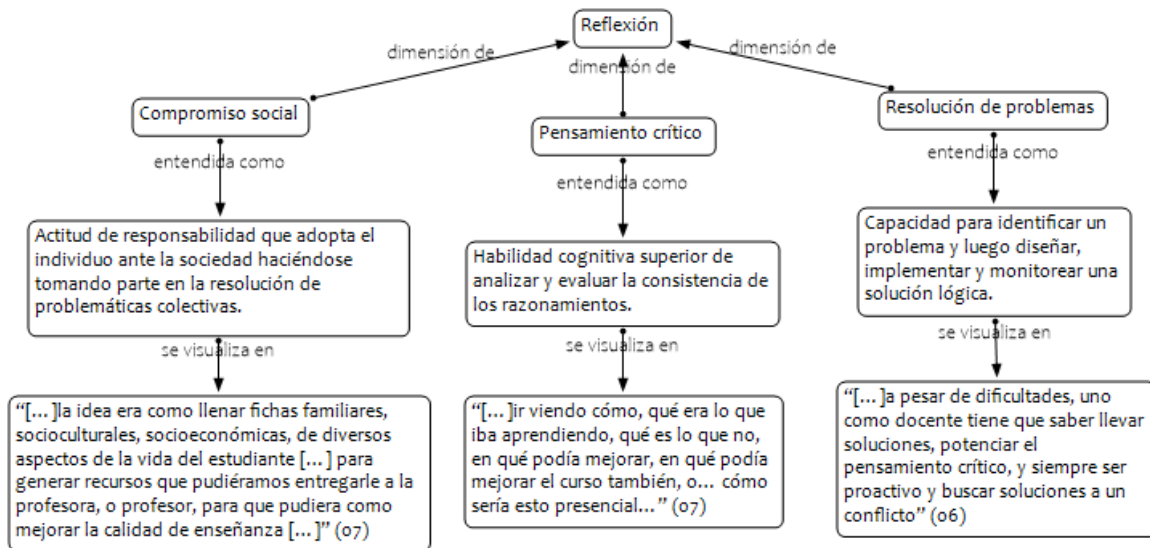 Reflexión
dimensión de
dimensión de
dimensión de
Compromiso social
Pensamiento crítico
Resolución de problemas
entendida como
entendida como
entendida como
Actitud de responsabilidad que adopta el
individuo ante la sociedad haciéndose
tomando parte en la resolución de
problemáticas colectivas.
Habilidad cognitiva superior de
analizar y evaluar la consistencia de
los razonamientos.
Capacidad para identificar un
problema y luego diseñar,
implementar y monitorear una
solución lógica.
se visualiza en
se visualiza en
se visualiza en
“[...]la idea era como llenar fichas familiares,
socioculturales, socioeconómicas, de diversos
aspectos de la vida del estudiante [...] para
generar recursos que pudiéramos entregarle a la
profesora, o profesor, para que pudiera como
mejorar la calidad de enseñanza [...]” (07)
“[...]ir viendo cómo, qué era lo que
iba aprendiendo, qué es lo que no,
en qué podía mejorar, en qué podía
mejorar el curso también, o... cómo
sería esto presencial...” (07)
“[...]a pesar de dificultades, uno
como docente tiene que saber llevar
soluciones, potenciar el
pensamiento crítico, y siempre ser
proactivo y buscar soluciones a un
conflicto” (06)